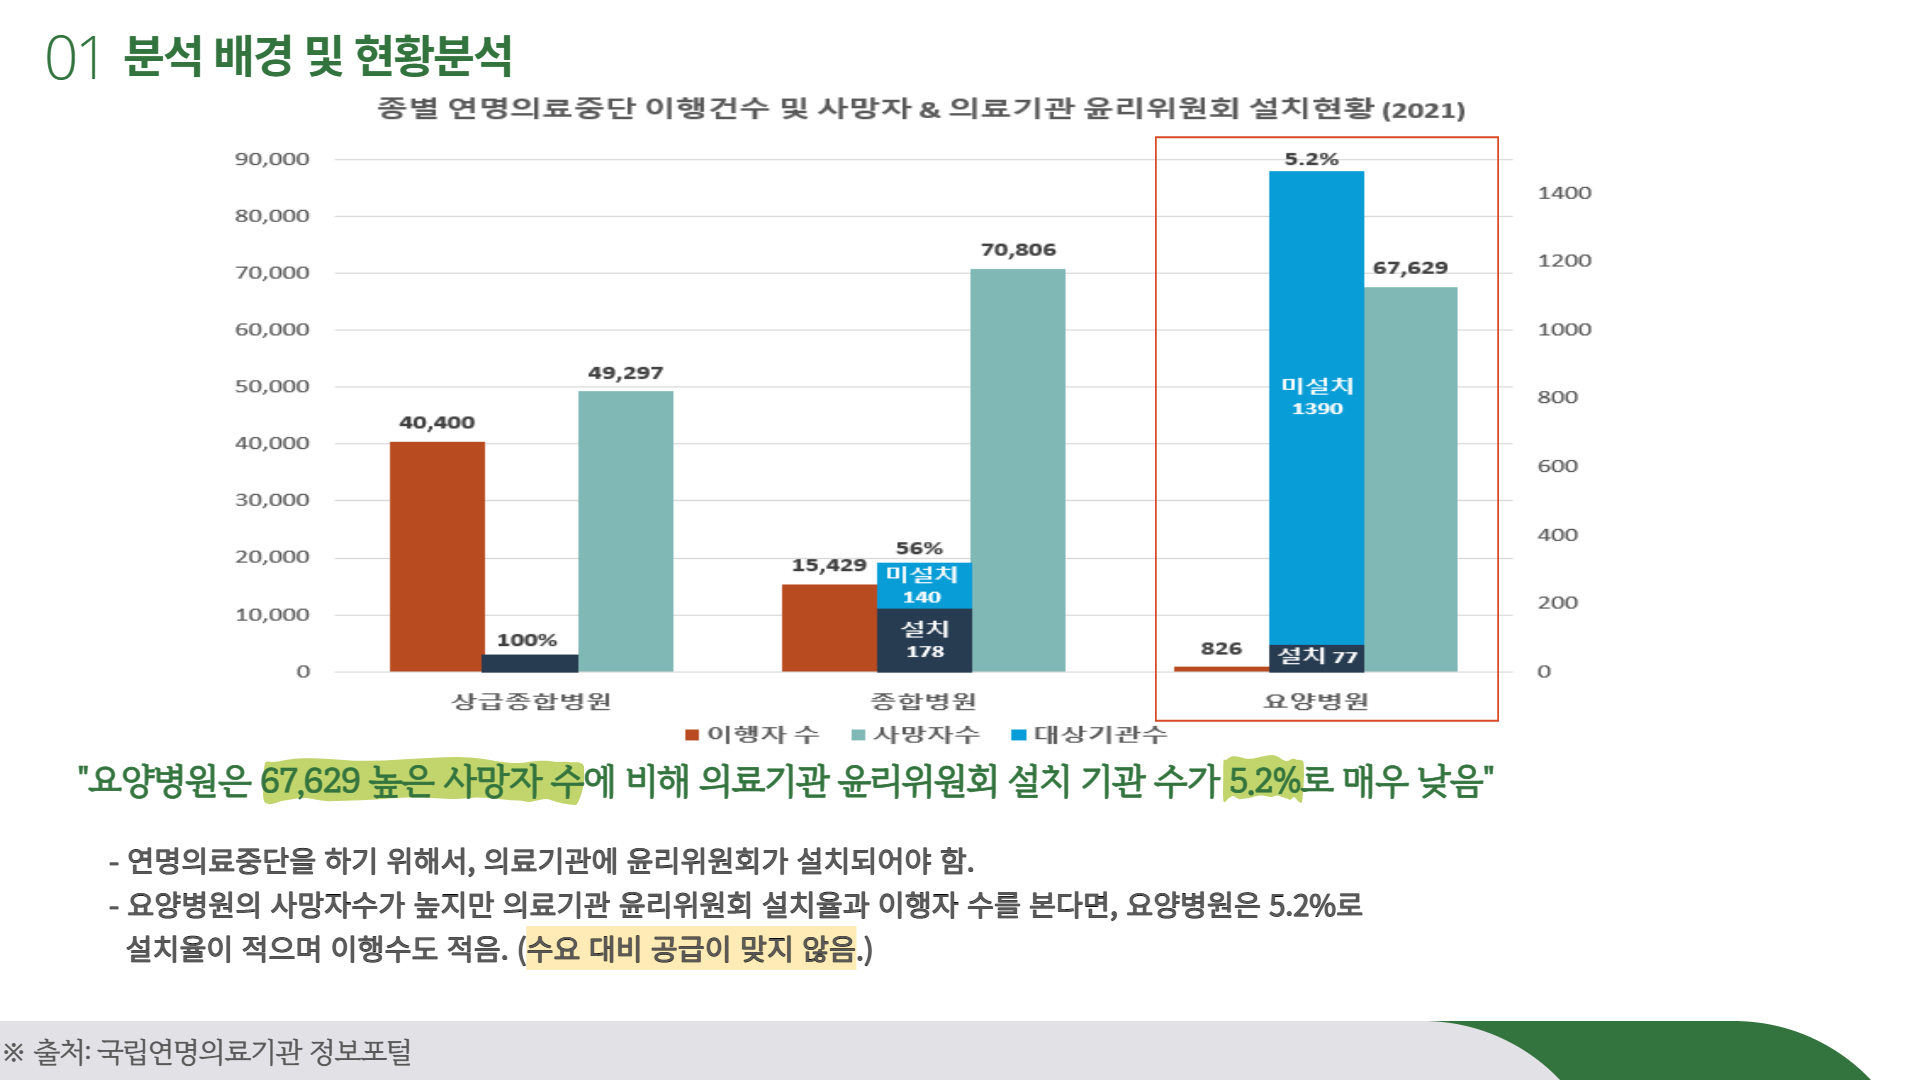 01 분석 배경 및 현황분석
종별 연명의료중단 이행건수 및 사망자 & 의료기관 윤리위원회 설치현황 (2021)
90,000
80,000
70,000
60,000
50,000
40,000
30,000
20,000
10,000
0
40,400
100%
49,297
15,429
56%
미설치
140
설치
178
70,806
826
5.2%
미설치
1390
설치 77
67,629
1400
1200
1000
800
600
400
200
0
상급종합병원
종합병원
요양병원
이행자 수
사망자수
대상기관수
"요양병원은 67,629 높은 사망자 수에 비해 의료기관 윤리위원회 설치 기관 수가 5.2%로 매우 낮음"
- 연명의료중단을 하기 위해서, 의료기관에 윤리위원회가 설치되어야 함.
- 요양병원의 사망자수가 높지만 의료기관 윤리위원회 설치율과 이행자 수를 본다면, 요양병원은 5.2%로
설치율이 적으며 이행수도 적음. (수요 대비 공급이 맞지 않음.)
※ 출처: 국립연명의료기관 정보포털